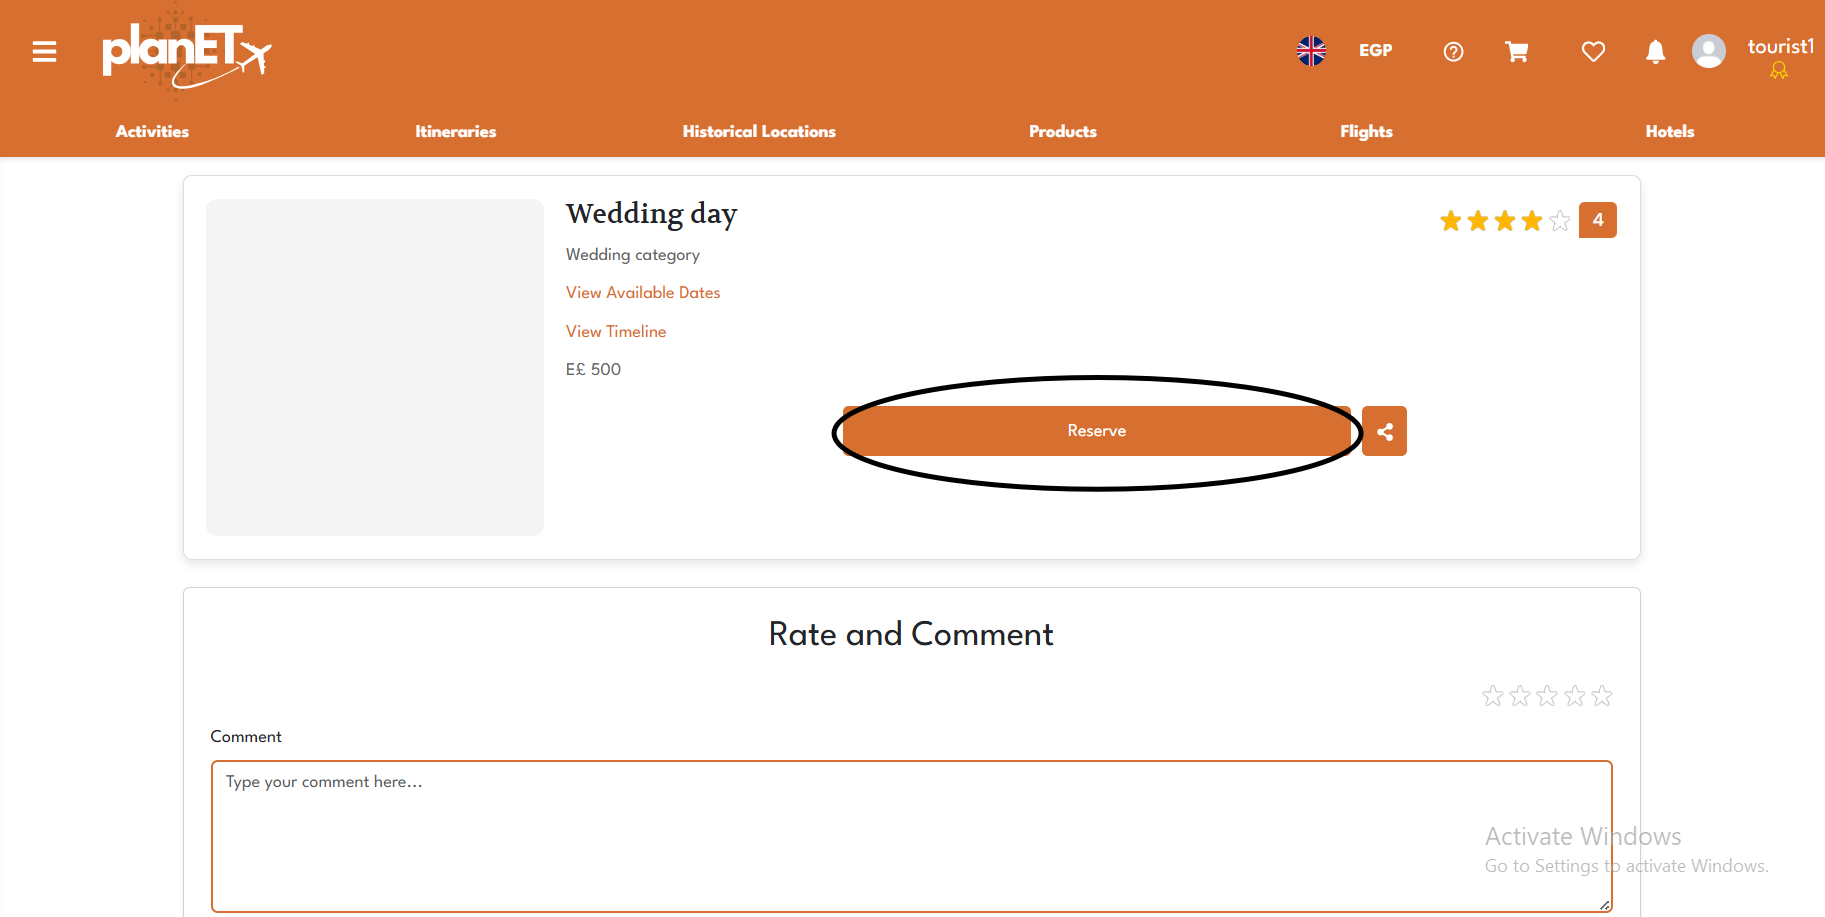 planET
EGP
tourist1
Activities
Itineraries
Historical Locations
Products
Flights
Hotels
Wedding day
4
Wedding category
View Available Dates
View Timeline
E£ 500
Reserve
Rate and Comment
Comment
Type your comment here...
Activate Windows
Go to Settings to activate Windows.